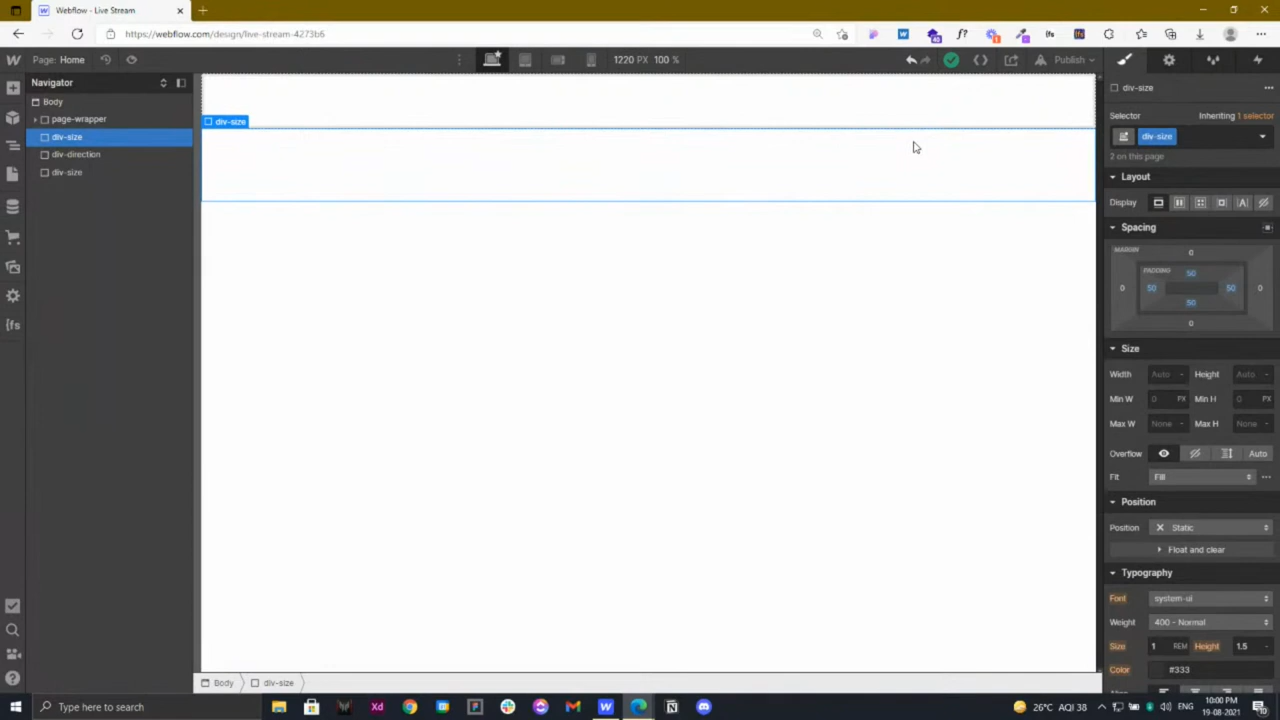 Webflow - Live Stream
https://webflow.com/design/live-stream-4273b6
Page: Home
1220 PX 100 %
Publish
Navigator
Body
page-wrapper
div-size
div-direction
div-size
div-size
div-size
Selector
Inheriting 1 selector
div-size
2 on this page
Layout
Display
Spacing
MARGIN
0
PADDING
50
0
50
50
0
50
0
Size
Width Auto - Height Auto -
Min W 0 PX Min H 0 PX
Max W None - Max H None -
Overflow Auto
Fit Fill
Position
Position Static
Float and clear
Typography
Font system-ui
Weight 400 - Normal
Size 1 REM Height 1.5 -
Color #333
Body div-size
Type here to search
26°C AQI 38
10:00 PM
19-08-2021